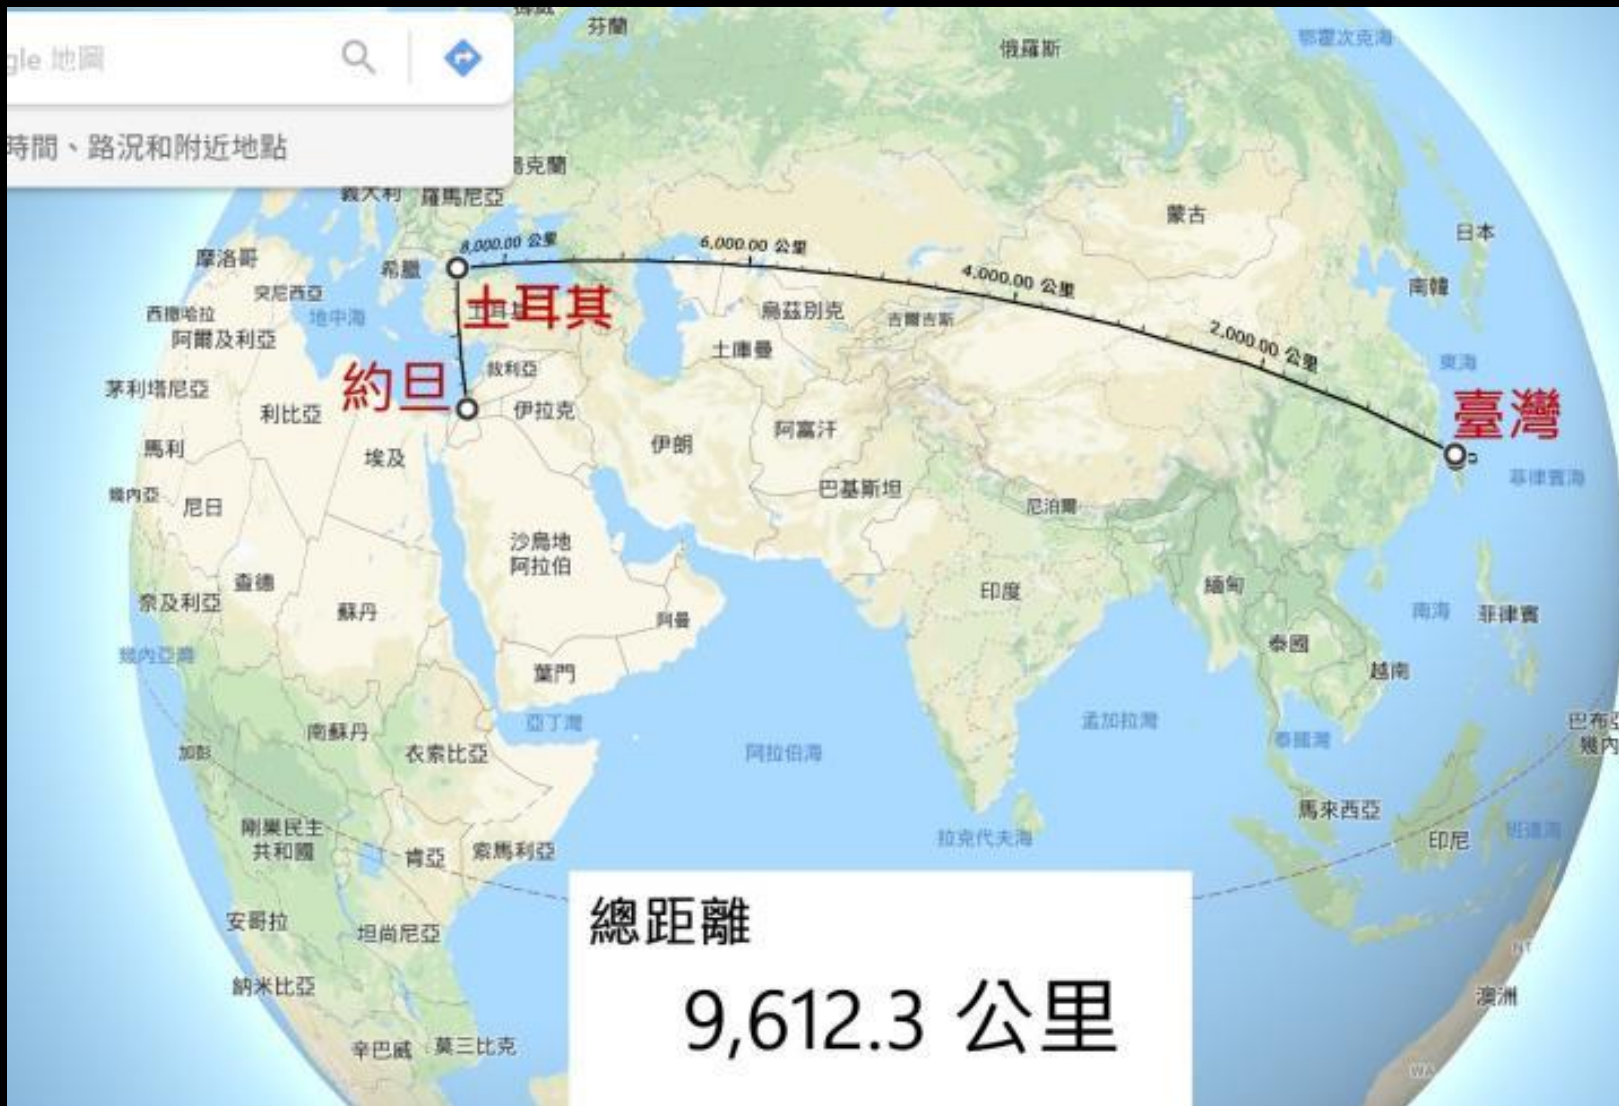 芬蘭
俄羅斯
鄂霍次克海
gle 地圖
時間、路況和附近地點
烏克蘭
義大利
羅馬尼亞
蒙古
日本
摩洛哥
希臘
8,000.00 公里
6,000.00 公里
4,000.00 公里
2,000.00 公里
南韓
突尼西亞
西撒哈拉
地中海
阿爾及利亞
土耳其
烏茲別克
吉爾吉斯
土庫曼
敘利亞
東海
茅利塔尼亞
約旦
利比亞
伊拉克
臺灣
馬利
埃及
伊朗
阿富汗
菲律賓海
幾內亞
尼日
巴基斯坦
尼泊爾
沙烏地
阿拉伯
查德
奈及利亞
蘇丹
阿曼
印度
緬甸
南海
菲律賓
幾內亞灣
葉門
泰國
越南
南蘇丹
亞丁灣
孟加拉灣
巴布亞
幾內
加彭
衣索比亞
阿拉伯海
泰國灣
馬來西亞
剛果民主
共和國
肯亞
索馬利亞
拉克代夫海
印尼
班達海
安哥拉
坦尚尼亞
總距離
9,612.3 公里
NT
納米比亞
澳洲
辛巴威
莫三比克
WA